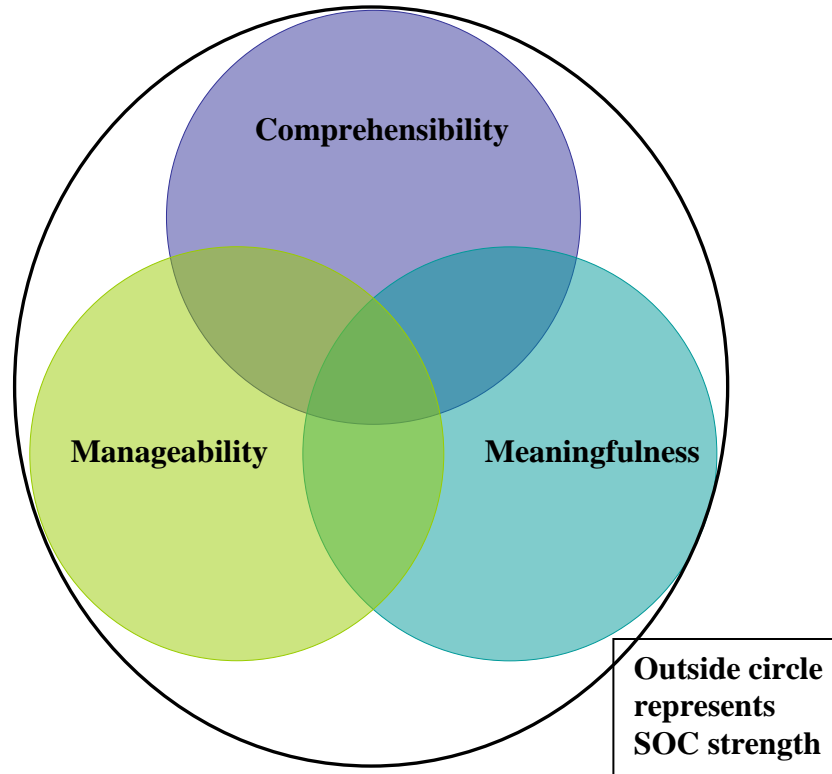 Comprehensibility
Manageability
Meaningfulness
Outside circle
represents
SOC strength